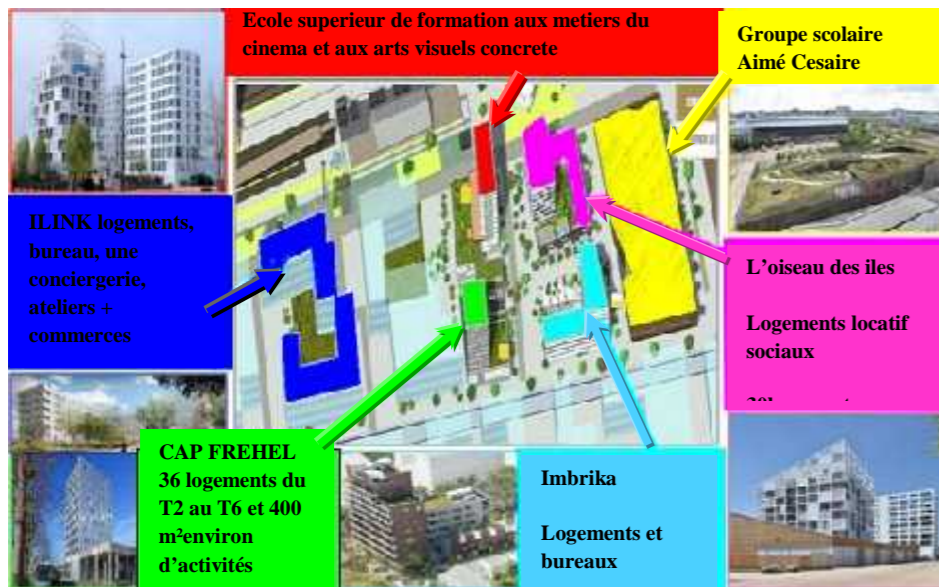 Ecole superieur de formation aux metiers du
cinema et aux arts visuels concrete
Groupe scolaire
Aimé Cesaire
ILINK logements,
bureau, une
conciergerie,
ateliers +
commerces
L'oiseau des iles
Logements locatif
sociaux
CAP FREHEL
36 logements du
T2 au T6 et 400
m²environ
d'activités
Imbrika
Logements et
bureaux